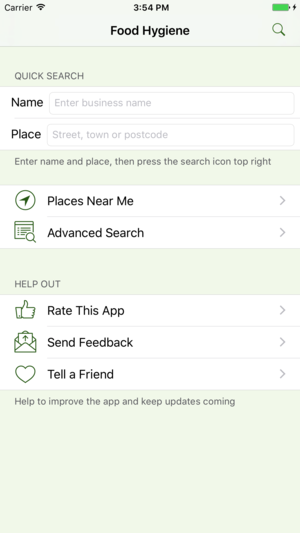 Carrier 3:54 PM
Food Hygiene
QUICK SEARCH
Name Enter business name
Place Street, town or postcode
Enter name and place, then press the search icon top right
Places Near Me
Advanced Search
HELP OUT
Rate This App
Send Feedback
Tell a Friend
Help to improve the app and keep updates coming